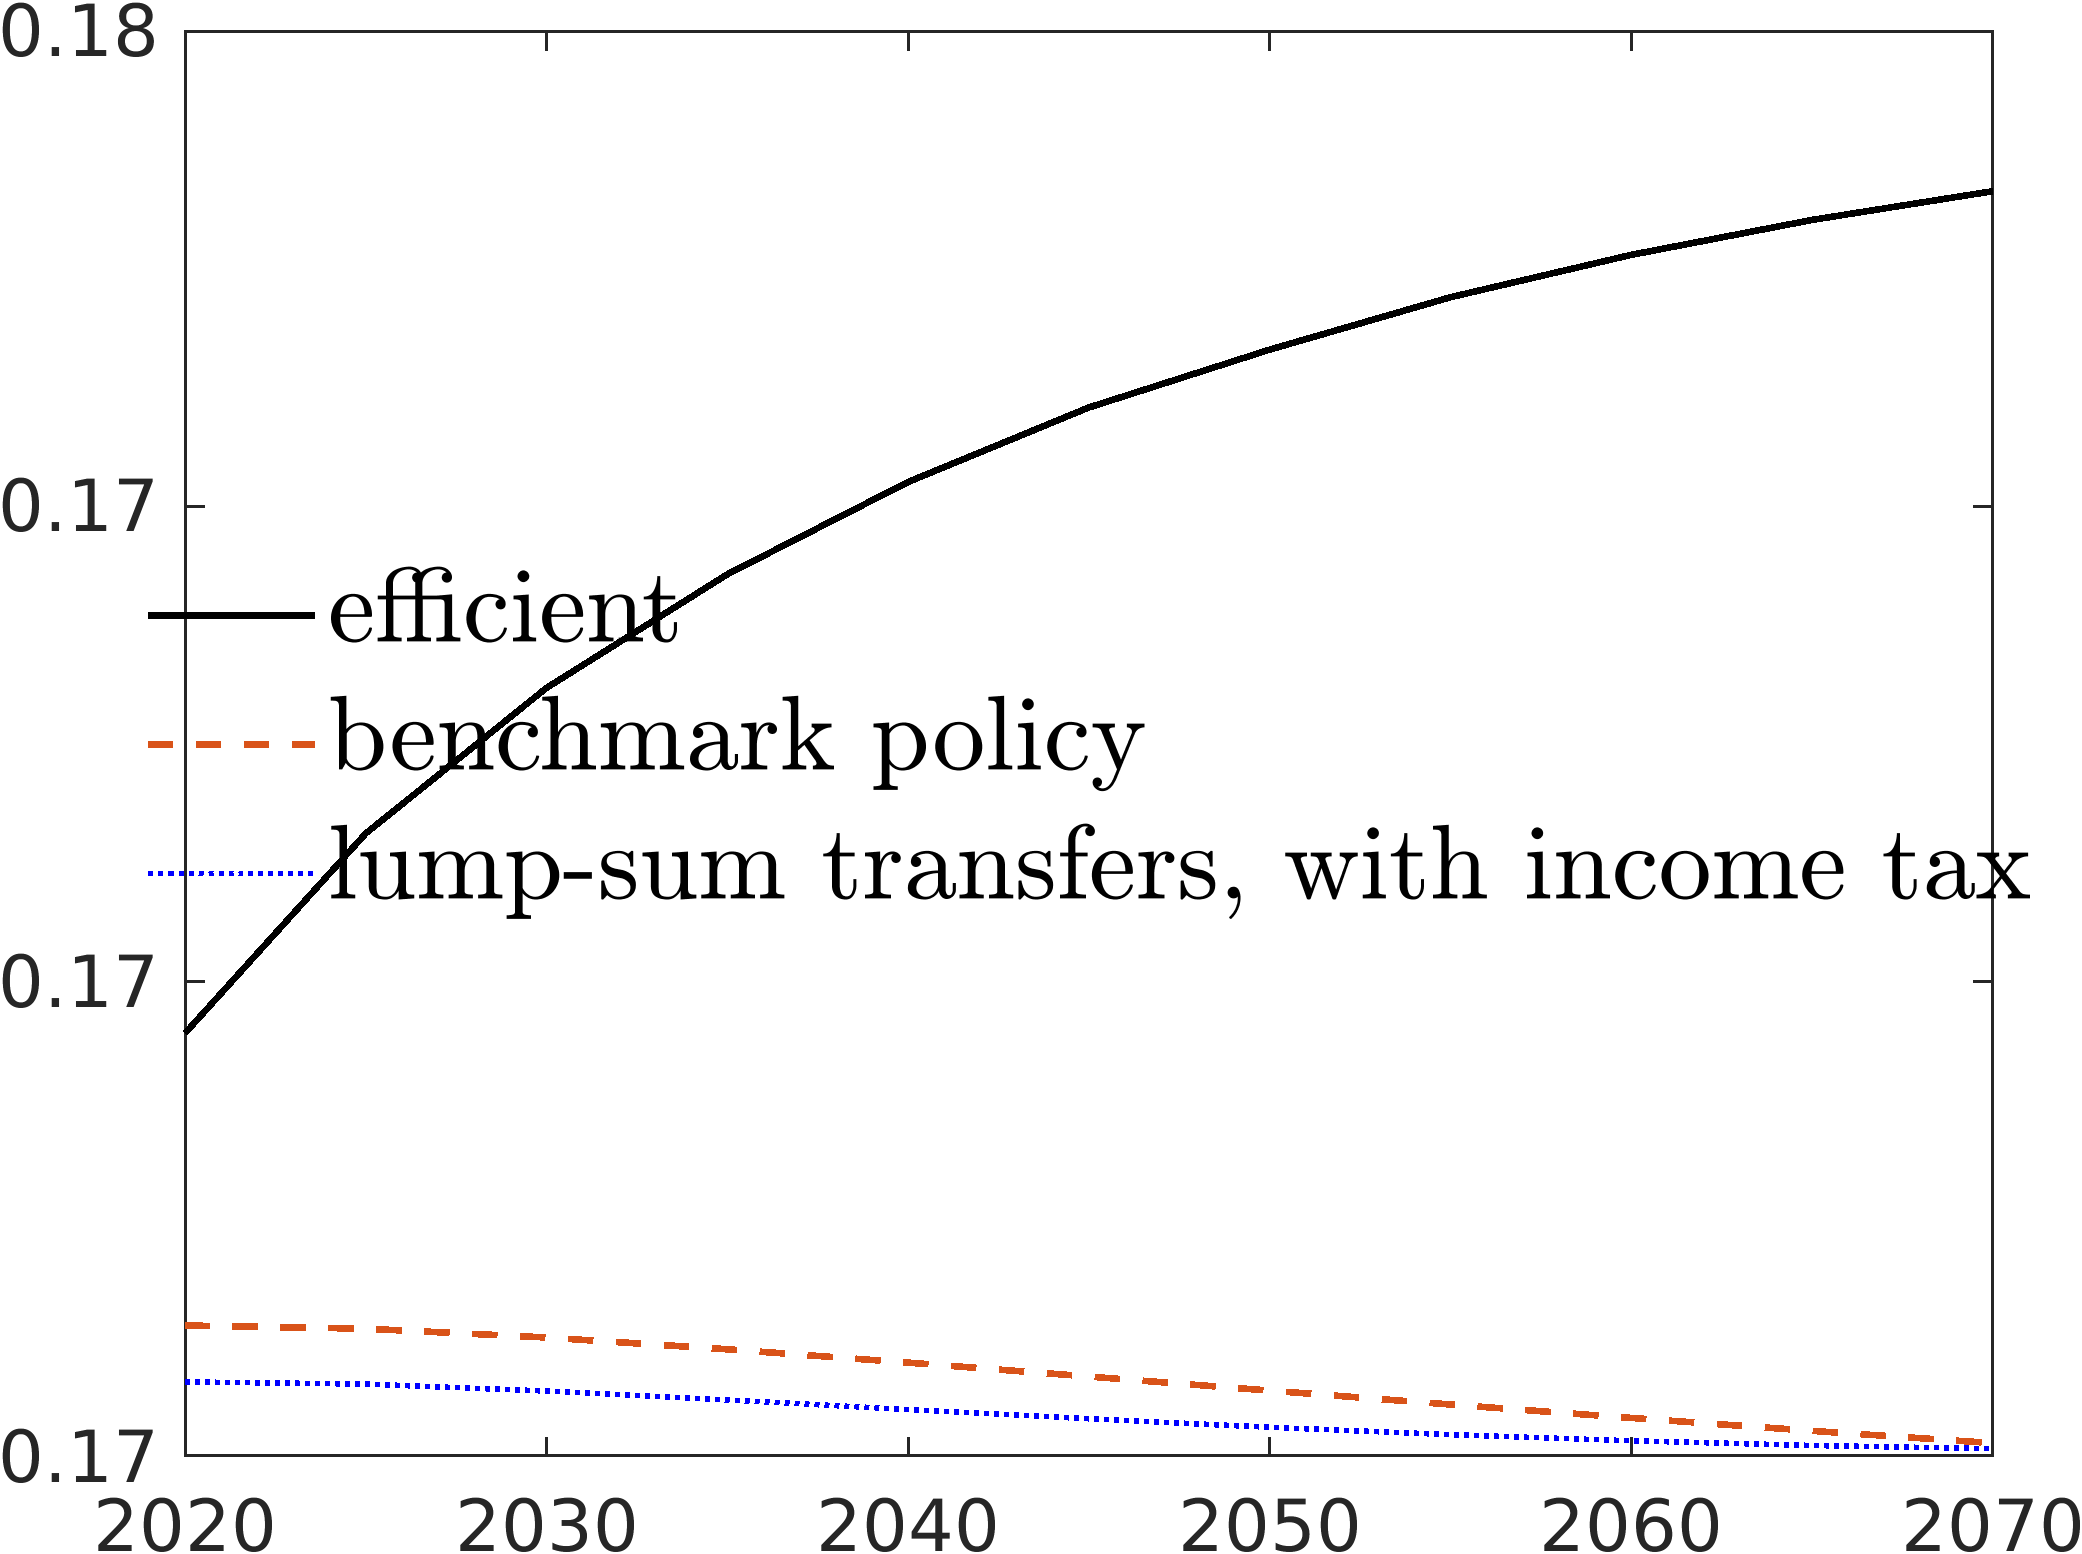 0.18
0.17
efficient
benchmark policy
lump-sum transfers, with income tax
0.17
0.17
2020 2030 2040 2050 2060 2070